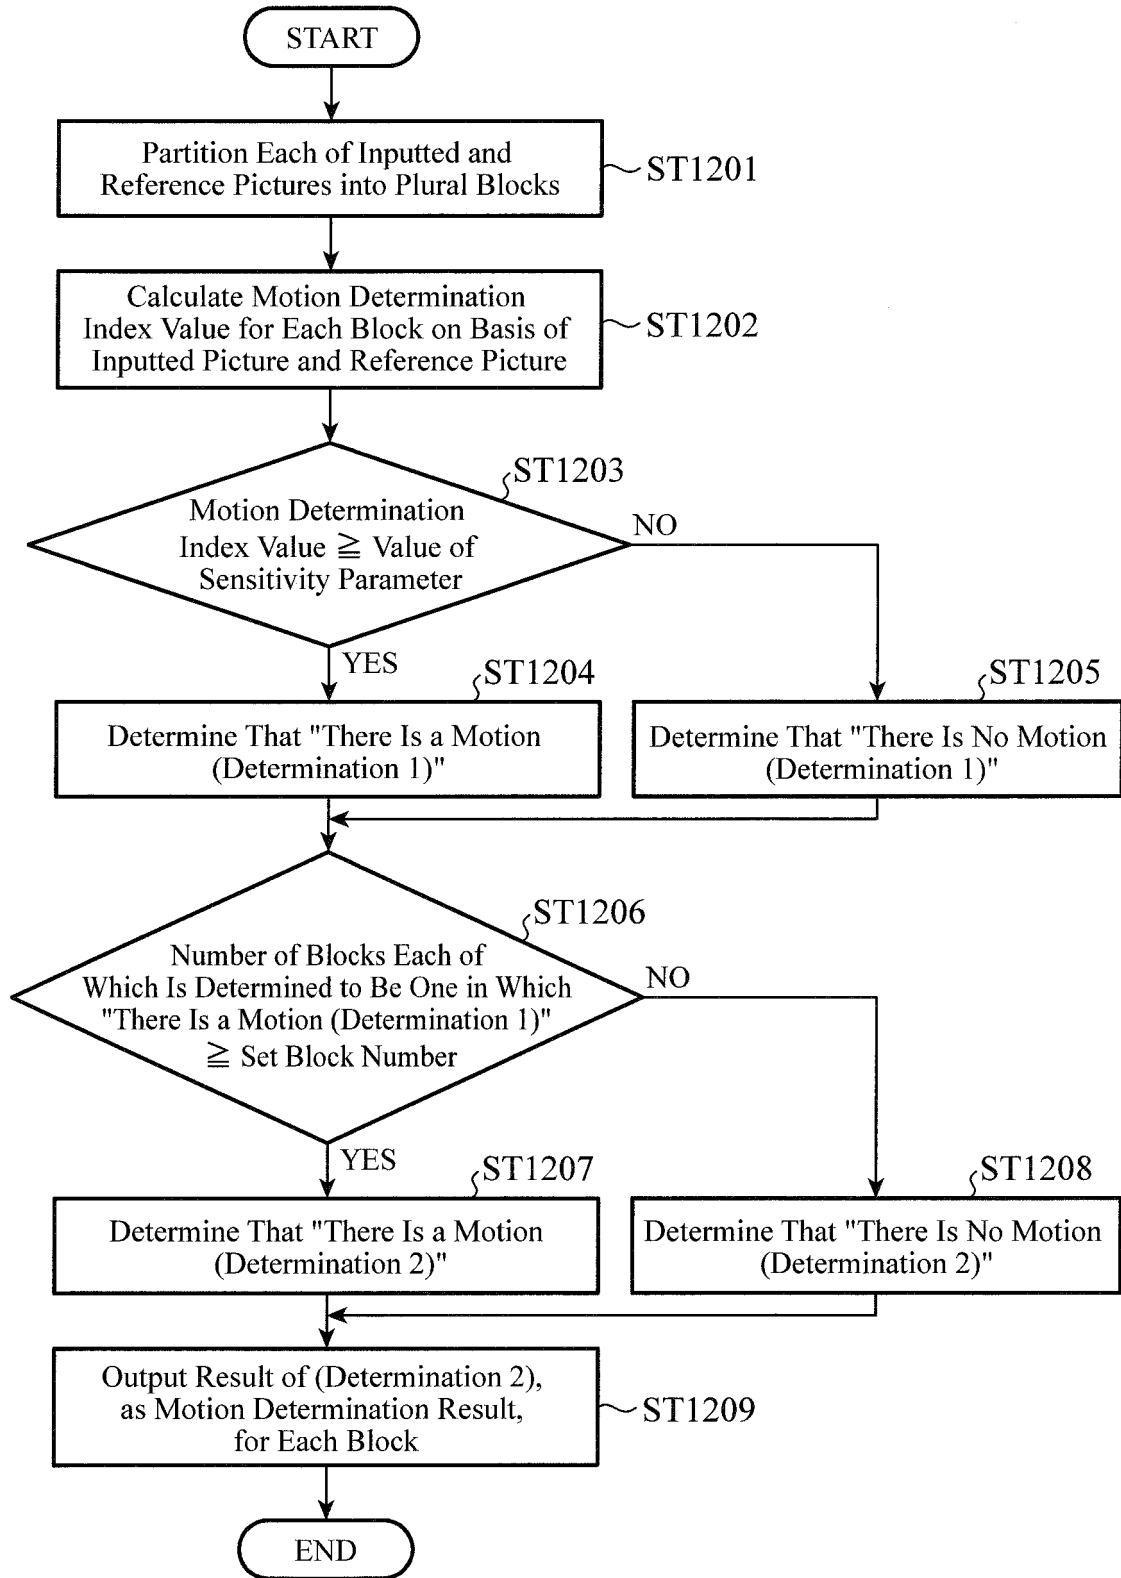 START
Partition Each of Inputted and
Reference Pictures into Plural Blocks
ST1201
Calculate Motion Determination
Index Value for Each Block on Basis of
Inputted Picture and Reference Picture
ST1202
ST1203
Motion Determination
Index Value ≧ Value of
Sensitivity Parameter
NO
YES
ST1204
Determine That "There Is a Motion
(Determination 1)"
ST1205
Determine That "There Is No Motion
(Determination 1)"
ST1206
Number of Blocks Each of
Which Is Determined to Be One in Which
"There Is a Motion (Determination 1)"
≧ Set Block Number
NO
YES
ST1207
Determine That "There Is a Motion
(Determination 2)"
ST1208
Determine That "There Is No Motion
(Determination 2)"
Output Result of (Determination 2),
as Motion Determination Result,
for Each Block
ST1209
END